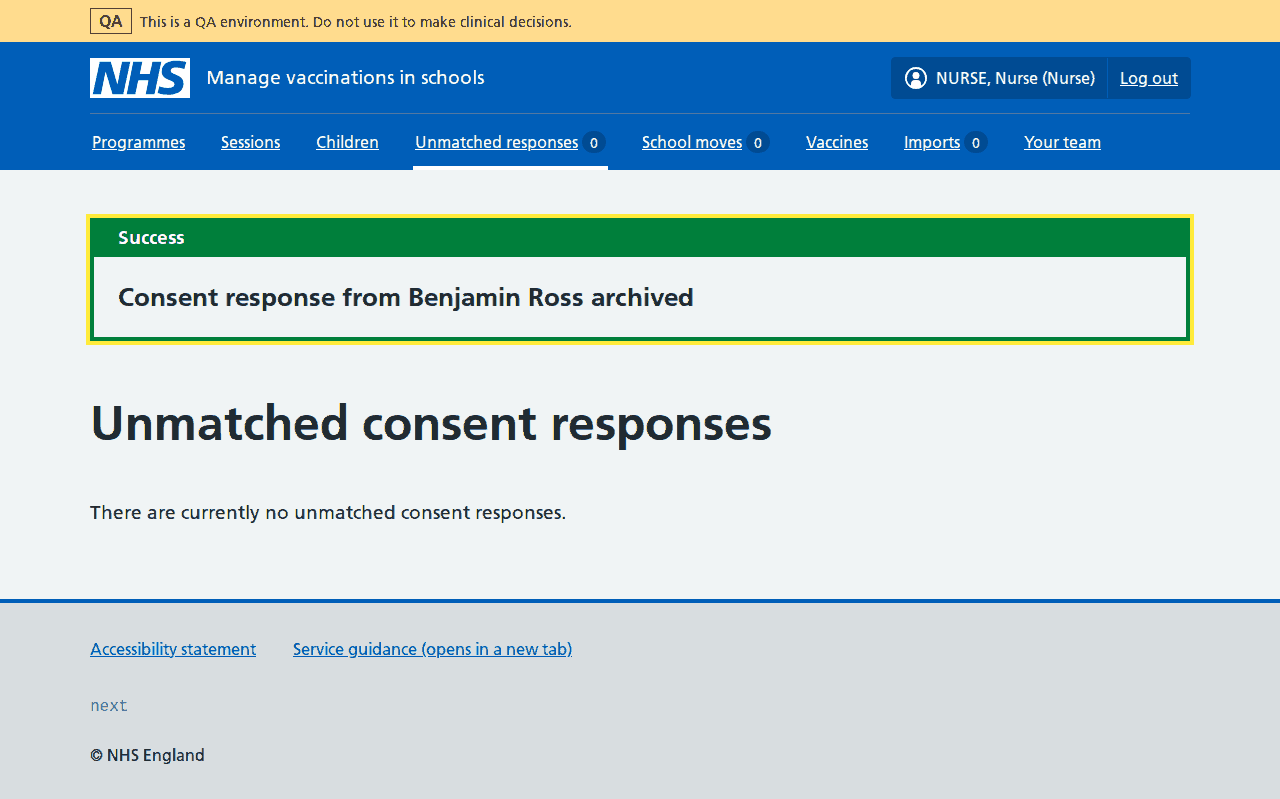 QA This is a QA environment. Do not use it to make clinical decisions.
NHS Manage vaccinations in schools NURSE, Nurse (Nurse) Log out
Programmes Sessions Children Unmatched responses 0 School moves 0 Vaccines Imports 0 Your team
Success
Consent response from Benjamin Ross archived
Unmatched consent responses
There are currently no unmatched consent responses.
Accessibility statement Service guidance (opens in a new tab)
next
© NHS England